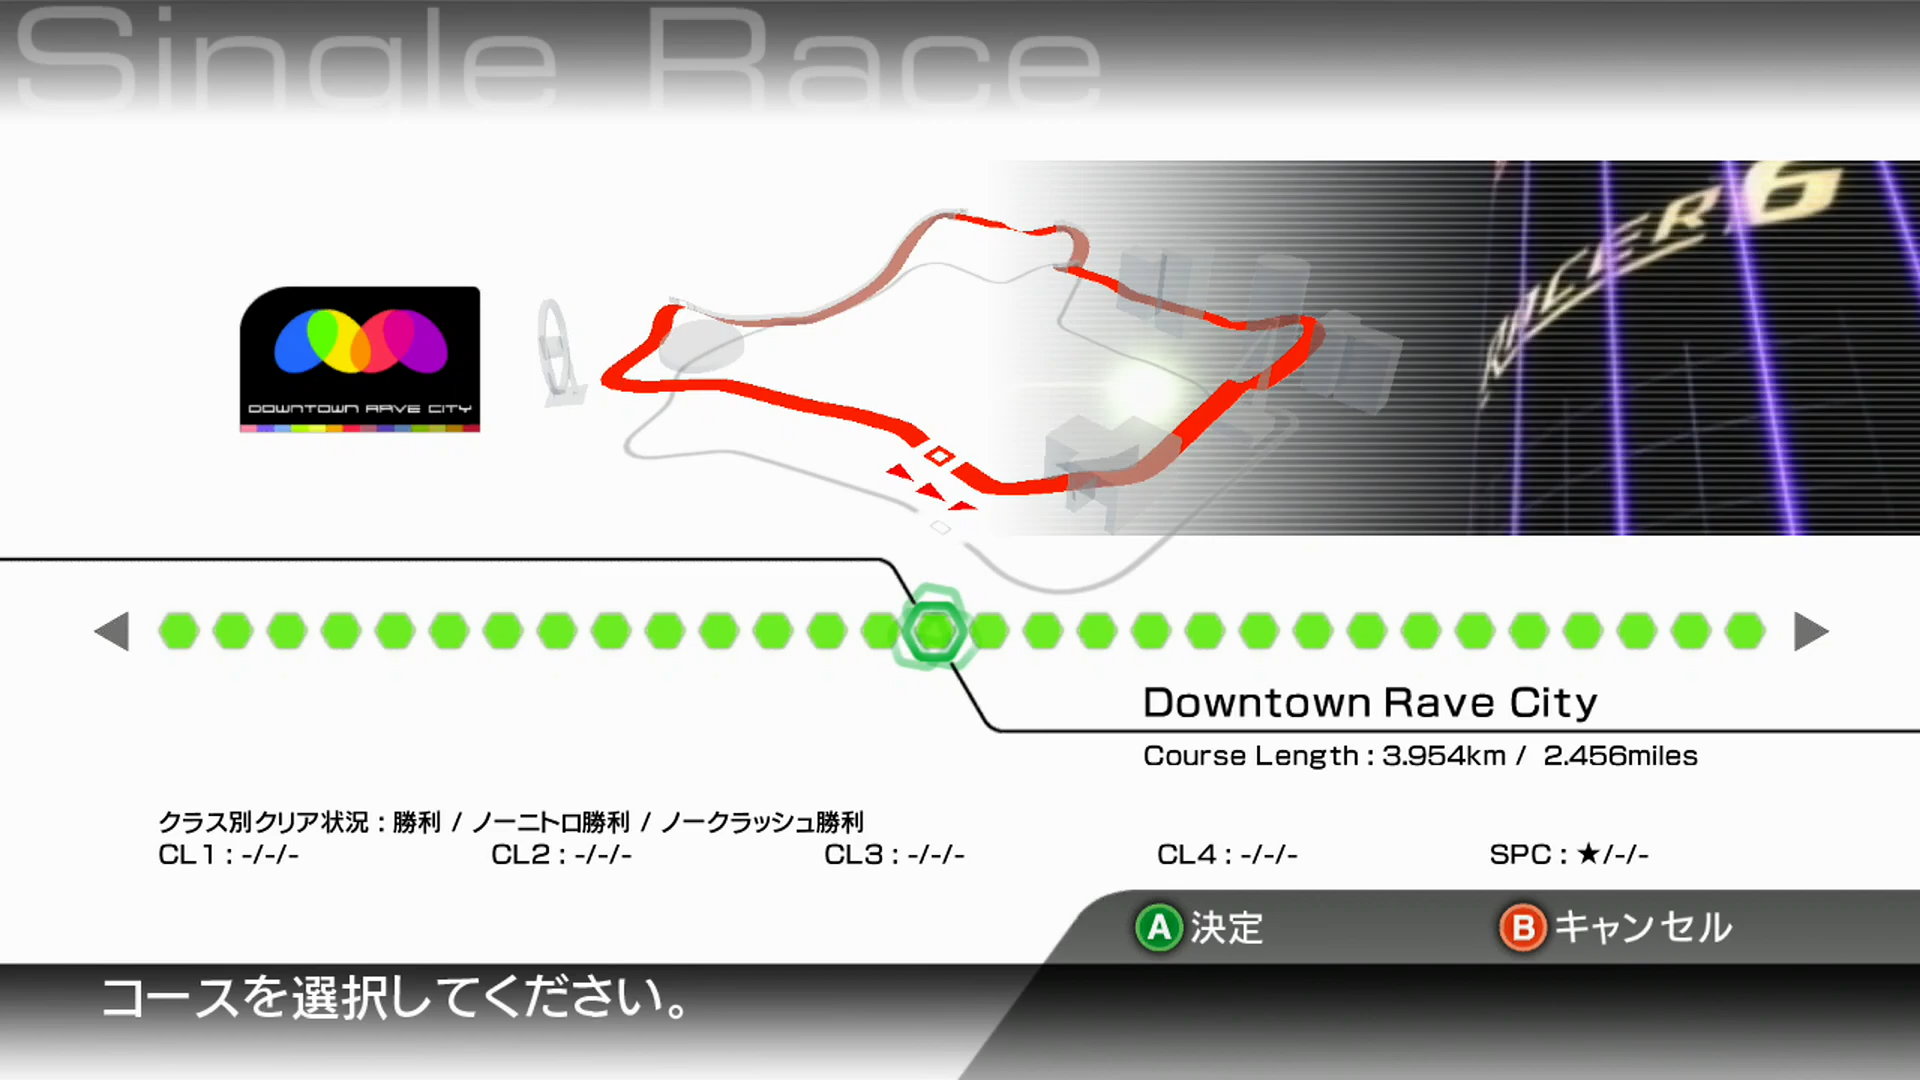 Single Race
RACER 6
DOWNTOWN RAVE CITY
Downtown Rave City
Course Length : 3.954km / 2.456miles
クラス別クリア状況 : 勝利 / ノーニトロ勝利 / ノークラッシュ勝利
CL1 : -/-/- CL2 : -/-/- CL3 : -/-/- CL4 : -/-/- SPC : ★/-/-
A 決定 B キャンセル
コースを選択してください。